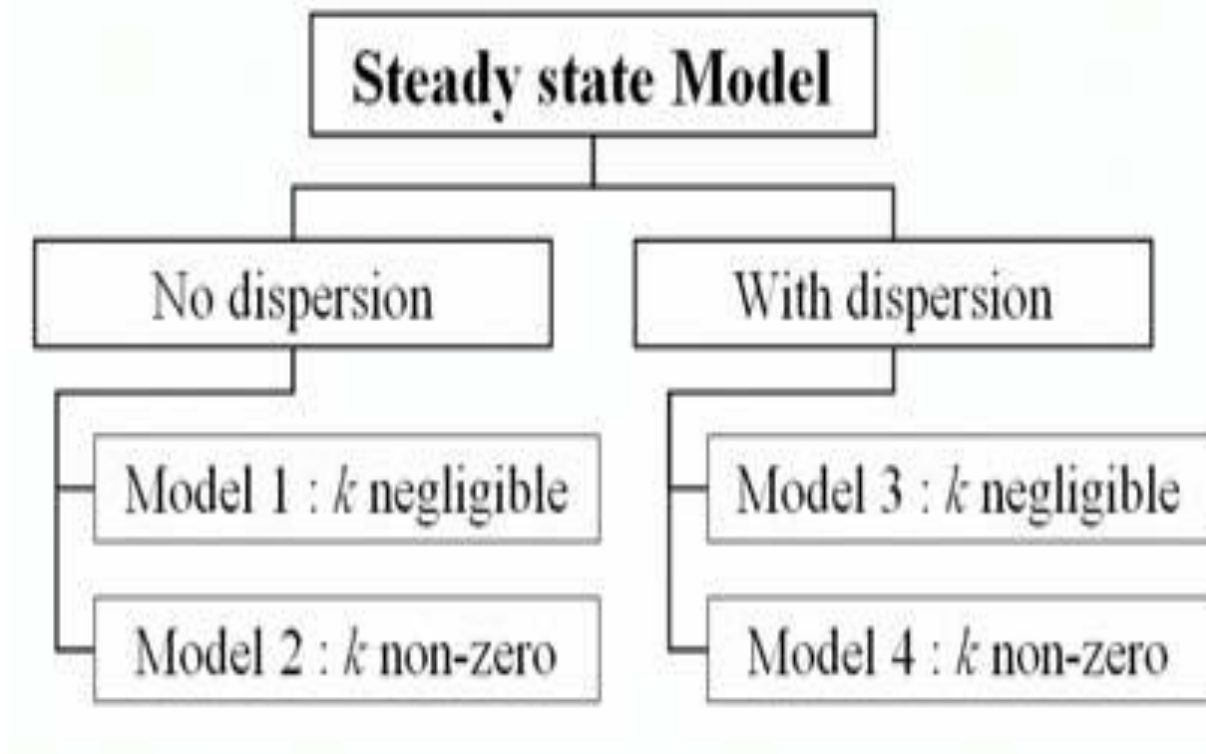 Steady state Model
No dispersion
With dispersion
Model 1 : k negligible
Model 3 : k negligible
Model 2 : k non-zero
Model 4 : k non-zero